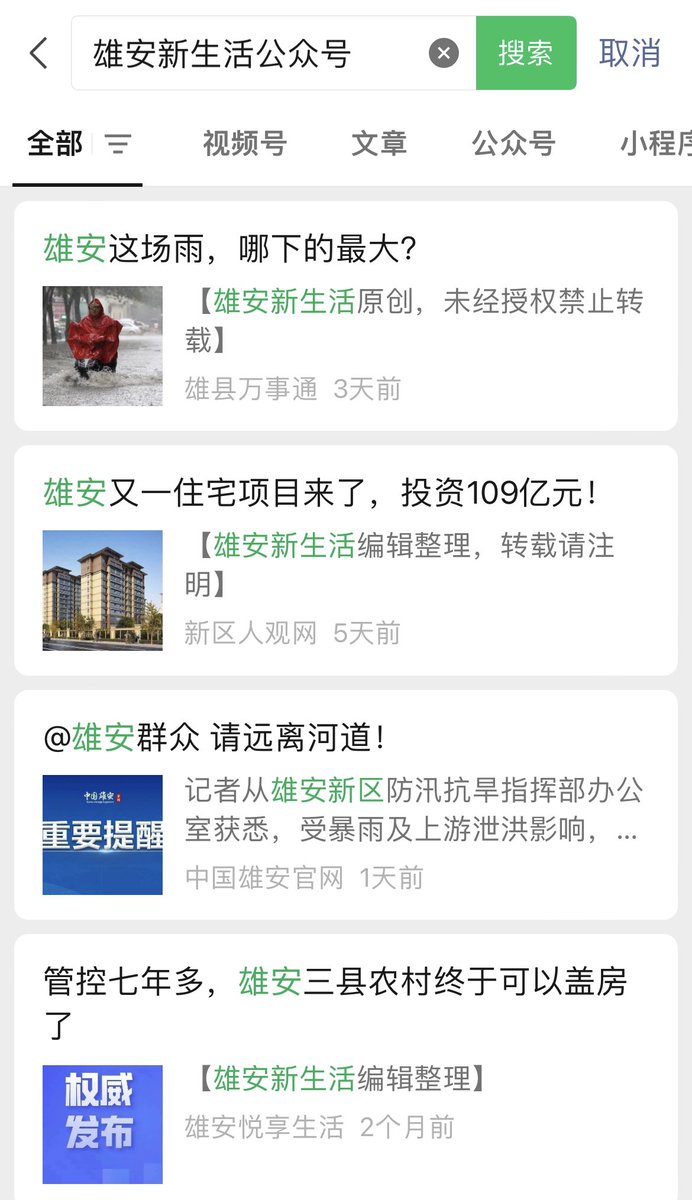 雄安新生活公众号
搜索
取消
全部
视频号
文章
公众号
小程序
雄安这场雨，哪下的最大？
【雄安新生活原创，未经授权禁止转
载】
雄县万事通 3天前
雄安又一住宅项目来了，投资109亿元！
【雄安新生活编辑整理，转载请注
明】
新区人观网 5天前
@雄安群众 请远离河道！
中国雄安
重要提醒
记者从雄安新区防汛抗旱指挥部办公
室获悉，受暴雨及上游泄洪影响，...
中国雄安官网 1天前
管控七年多，雄安三县农村终于可以盖房
了
权威
发布
【雄安新生活编辑整理】
雄安悦享生活 2个月前